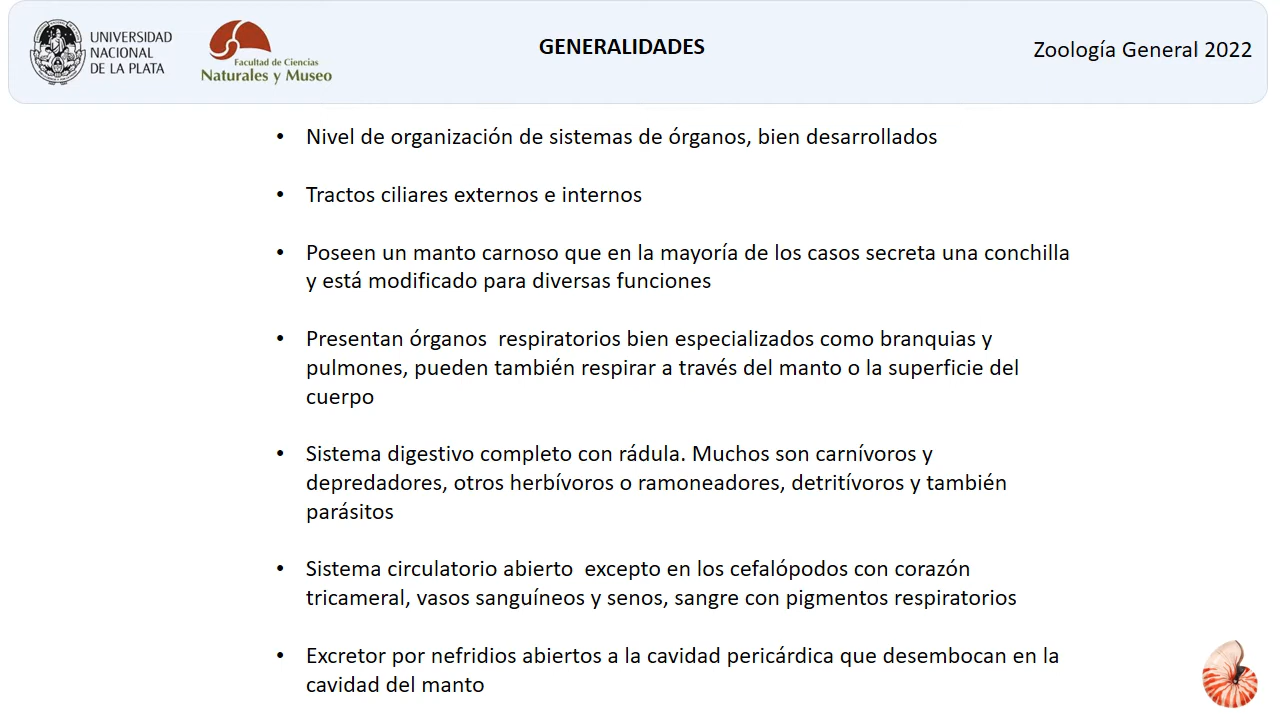 UNIVERSIDAD
NACIONAL
DE LA PLATA
Facultad de Ciencias
Naturales y Museo
GENERALIDADES
Zoología General 2022
• Nivel de organización de sistemas de órganos, bien desarrollados
• Tractos ciliares externos e internos
• Poseen un manto carnoso que en la mayoría de los casos secreta una conchilla
y está modificado para diversas funciones
• Presentan órganos  respiratorios bien especializados como branquias y
pulmones, pueden también respirar a través del manto o la superficie del
cuerpo
• Sistema digestivo completo con rádula. Muchos son carnívoros y
depredadores, otros herbívoros o ramoneadores, detritívoros y también
parásitos
• Sistema circulatorio abierto  excepto en los cefalópodos con corazón
tricameral, vasos sanguíneos y senos, sangre con pigmentos respiratorios
• Excretor por nefridios abiertos a la cavidad pericárdica que desembocan en la
cavidad del manto